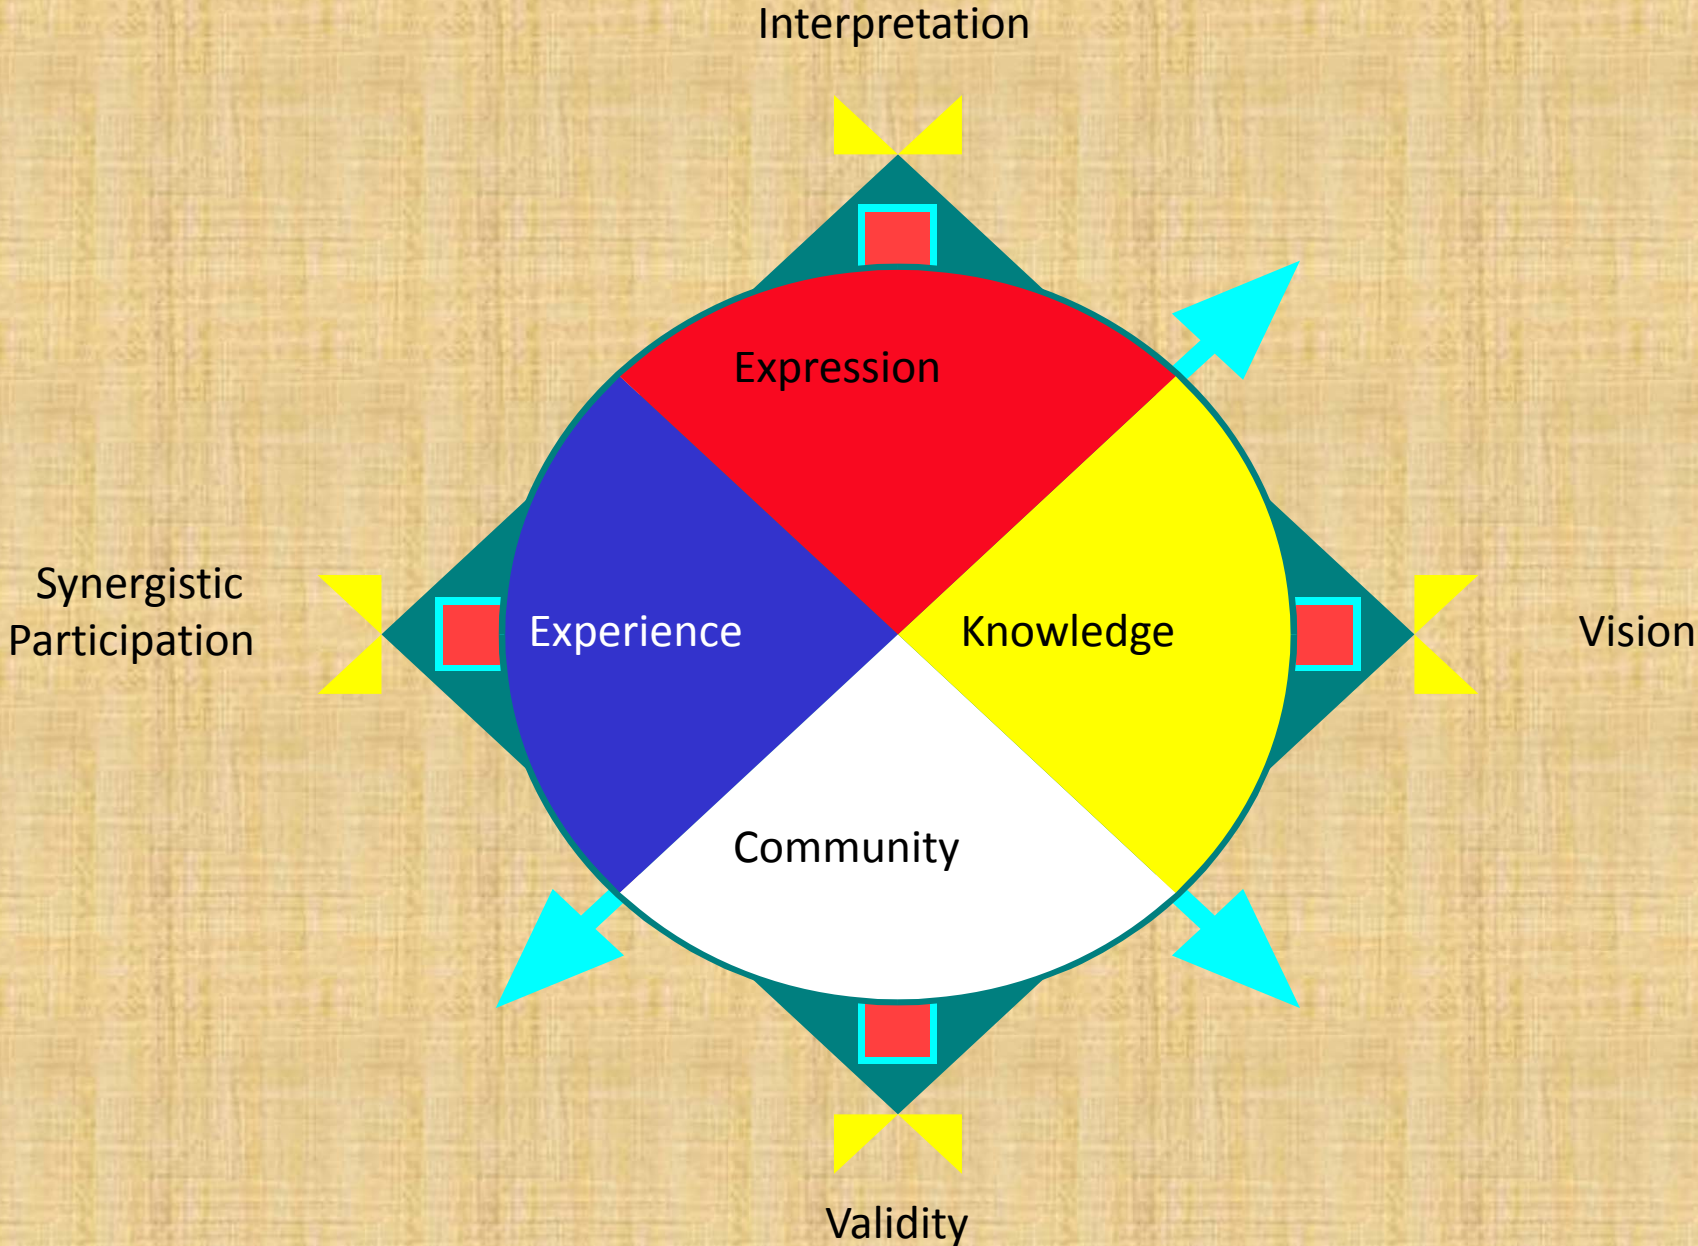 Interpretation
Expression
Synergistic
Participation
Experience
Knowledge
Vision
Community
Validity